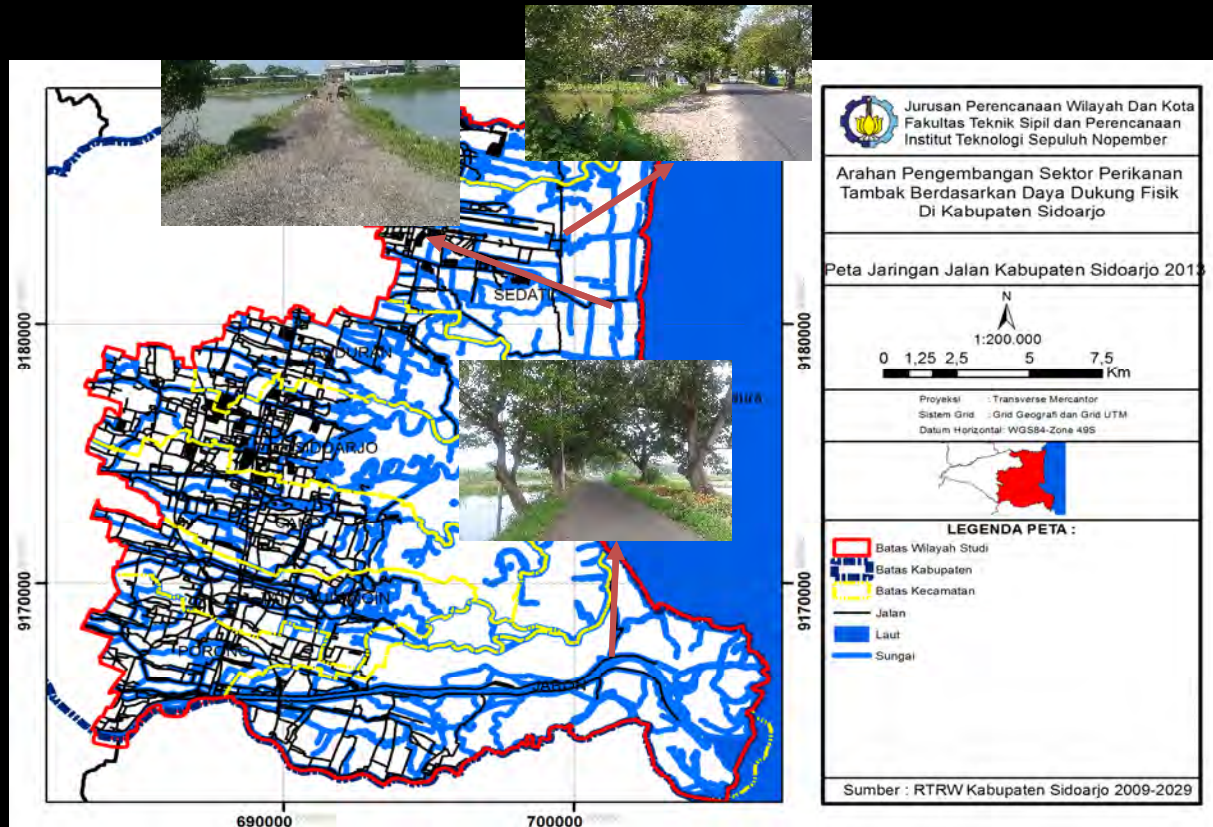 Jurusan Perencanaan Wilayah Dan Kota
Fakultas Teknik Sipil dan Perencanaan
Institut Teknologi Sepuluh Nopember
Arahan Pengembangan Sektor Perikanan
Tambak Berdasarkan Daya Dukung Fisik
Di Kabupaten Sidoarjo
Peta Jaringan Jalan Kabupaten Sidoarjo 2013
N
1:200.000
0 1,25 2,5 5 7,5
Km
Proyeksi : Transverse Mercantor
Sistem Grid : Grid Geografi dan Grid UTM
Datum Horizontal: WGS84-Zone 49S
LEGENDA PETA :
Batas Wilayah Studi
Batas Kabupaten
Batas Kecamatan
Jalan
Laut
Sungai
Sumber : RTRW Kabupaten Sidoarjo 2009-2029
SEDATI
SIDOARJO
PORONG
JABON
9180000
9180000
9170000
9170000
690000
700000